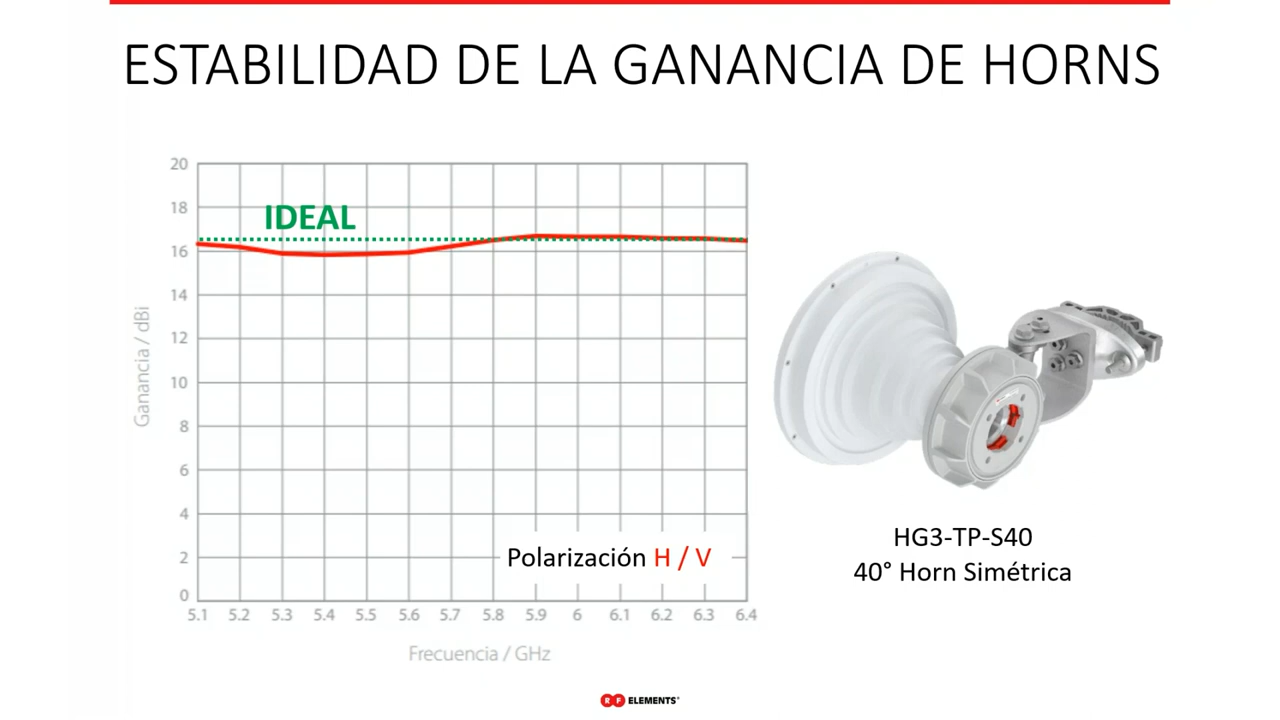 ESTABILIDAD DE LA GANANCIA DE HORNS
20
18
16
14
12
10
8
6
4
2
0
Ganancia / dBi
IDEAL
Polarización H / V
5.1 5.2 5.3 5.4 5.5 5.6 5.7 5.8 5.9 6 6.1 6.2 6.3 6.4
Frecuencia / GHz
HG3-TP-S40
40° Horn Simétrica
RF ELEMENTS